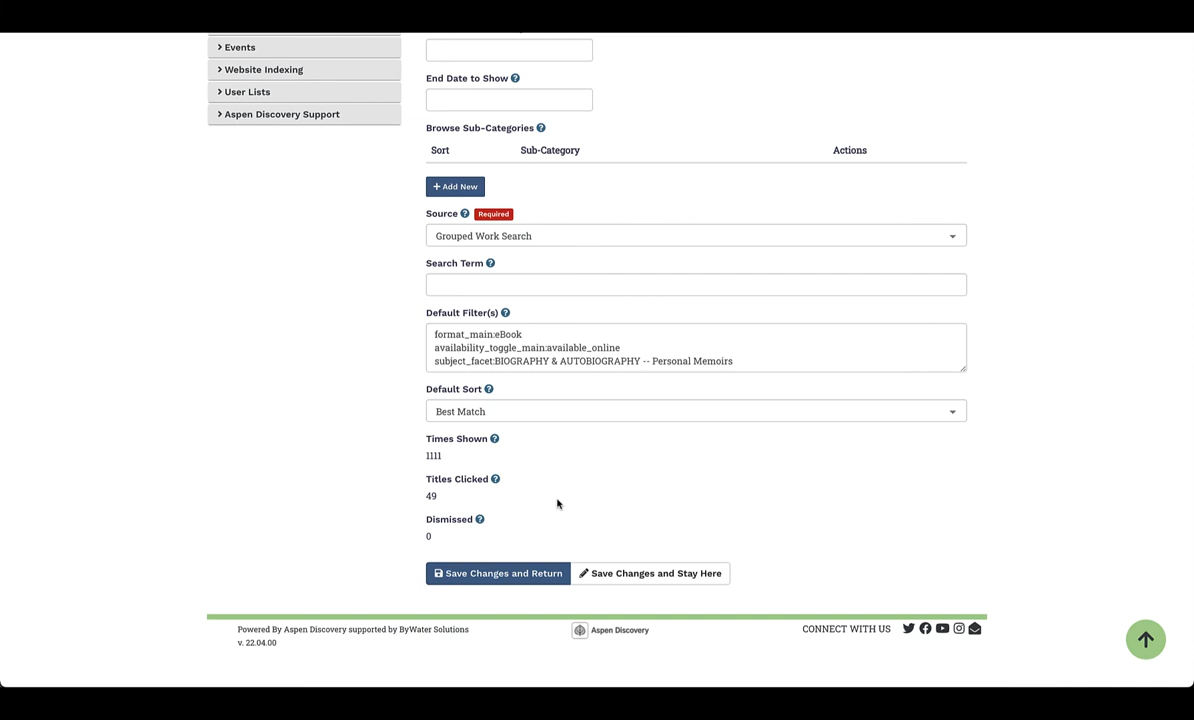 Events
Website Indexing
User Lists
Aspen Discovery Support
End Date to Show
Browse Sub-Categories
Sort Sub-Category Actions
+ Add New
Source Required
Grouped Work Search
Search Term
Default Filter(s)
format_main:eBook
availability_toggle_main:available_online
subject_facet:BIOGRAPHY & AUTOBIOGRAPHY -- Personal Memoirs
Default Sort
Best Match
Times Shown
1111
Titles Clicked
49
Dismissed
0
Save Changes and Return Save Changes and Stay Here
Powered By Aspen Discovery supported by ByWater Solutions Aspen Discovery CONNECT WITH US
v. 22.04.00